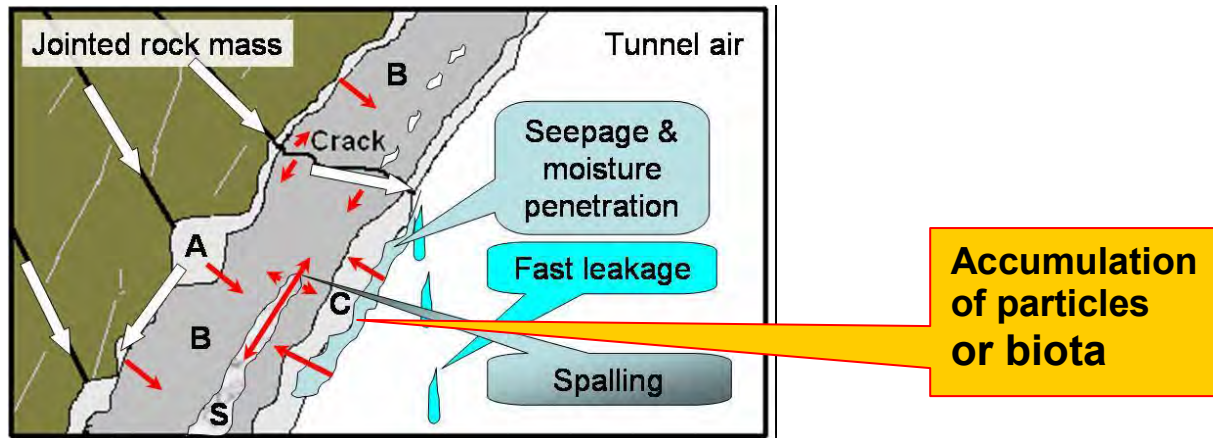 Jointed rock mass
Tunnel air
B
Crack
Seepage &
moisture
penetration
A
Fast leakage
Accumulation
of particles
or biota
C
B
Spalling
S